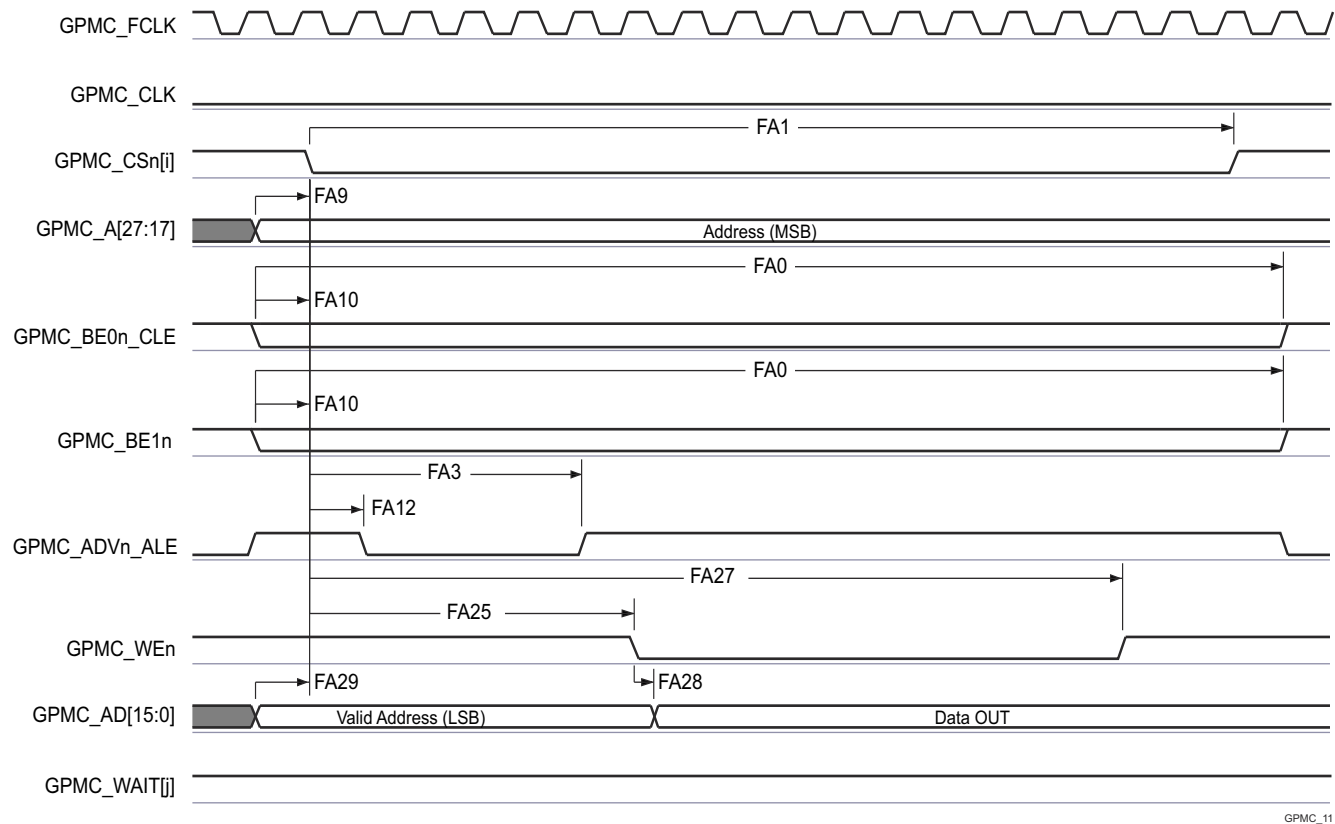 GPMC_FCLK
GPMC_CLK
FA1
GPMC_CSn[i]
FA9
GPMC_A[27:17]
Address (MSB)
FA0
FA10
GPMC_BE0n_CLE
FA0
FA10
GPMC_BE1n
FA3
FA12
GPMC_ADVn_ALE
FA27
FA25
GPMC_WEn
FA29 FA28
GPMC_AD[15:0]
Valid Address (LSB) Data OUT
GPMC_WAIT[j]
GPMC_11